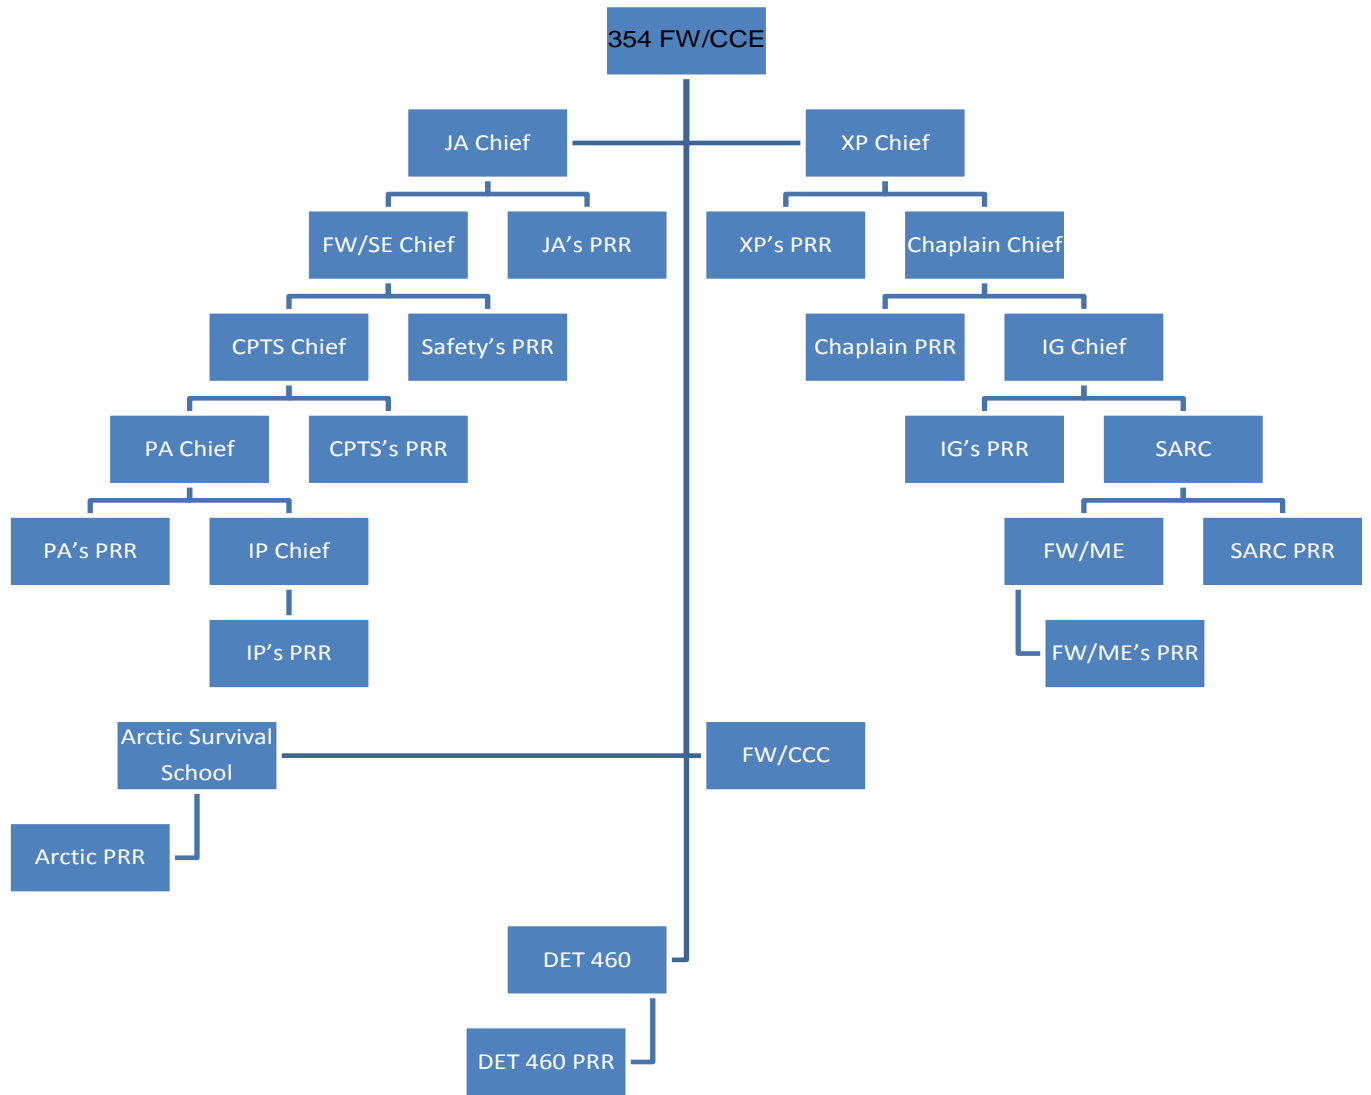 354 FW/CCE
JA Chief
XP Chief
FW/SE Chief
JA’s PRR
XP’s PRR
Chaplain Chief
CPTS Chief
Safety’s PRR
Chaplain PRR
IG Chief
PA Chief
CPTS’s PRR
IG’s PRR
SARC
PA’s PRR
IP Chief
FW/ME
SARC PRR
IP’s PRR
FW/ME’s PRR
Arctic Survival
School
FW/CCC
Arctic PRR
DET 460
DET 460 PRR